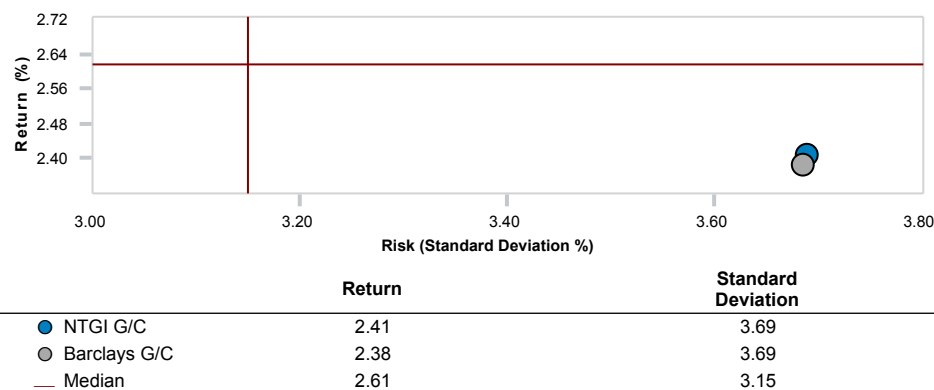 2.72
2.64
2.56
2.48
2.40
Return (%)
3.00 3.20 3.40 3.60 3.80
Risk (Standard Deviation %)
Return Standard Deviation
NTGI G/C 2.41 3.69
Barclays G/C 2.38 3.69
Median 2.61 3.15